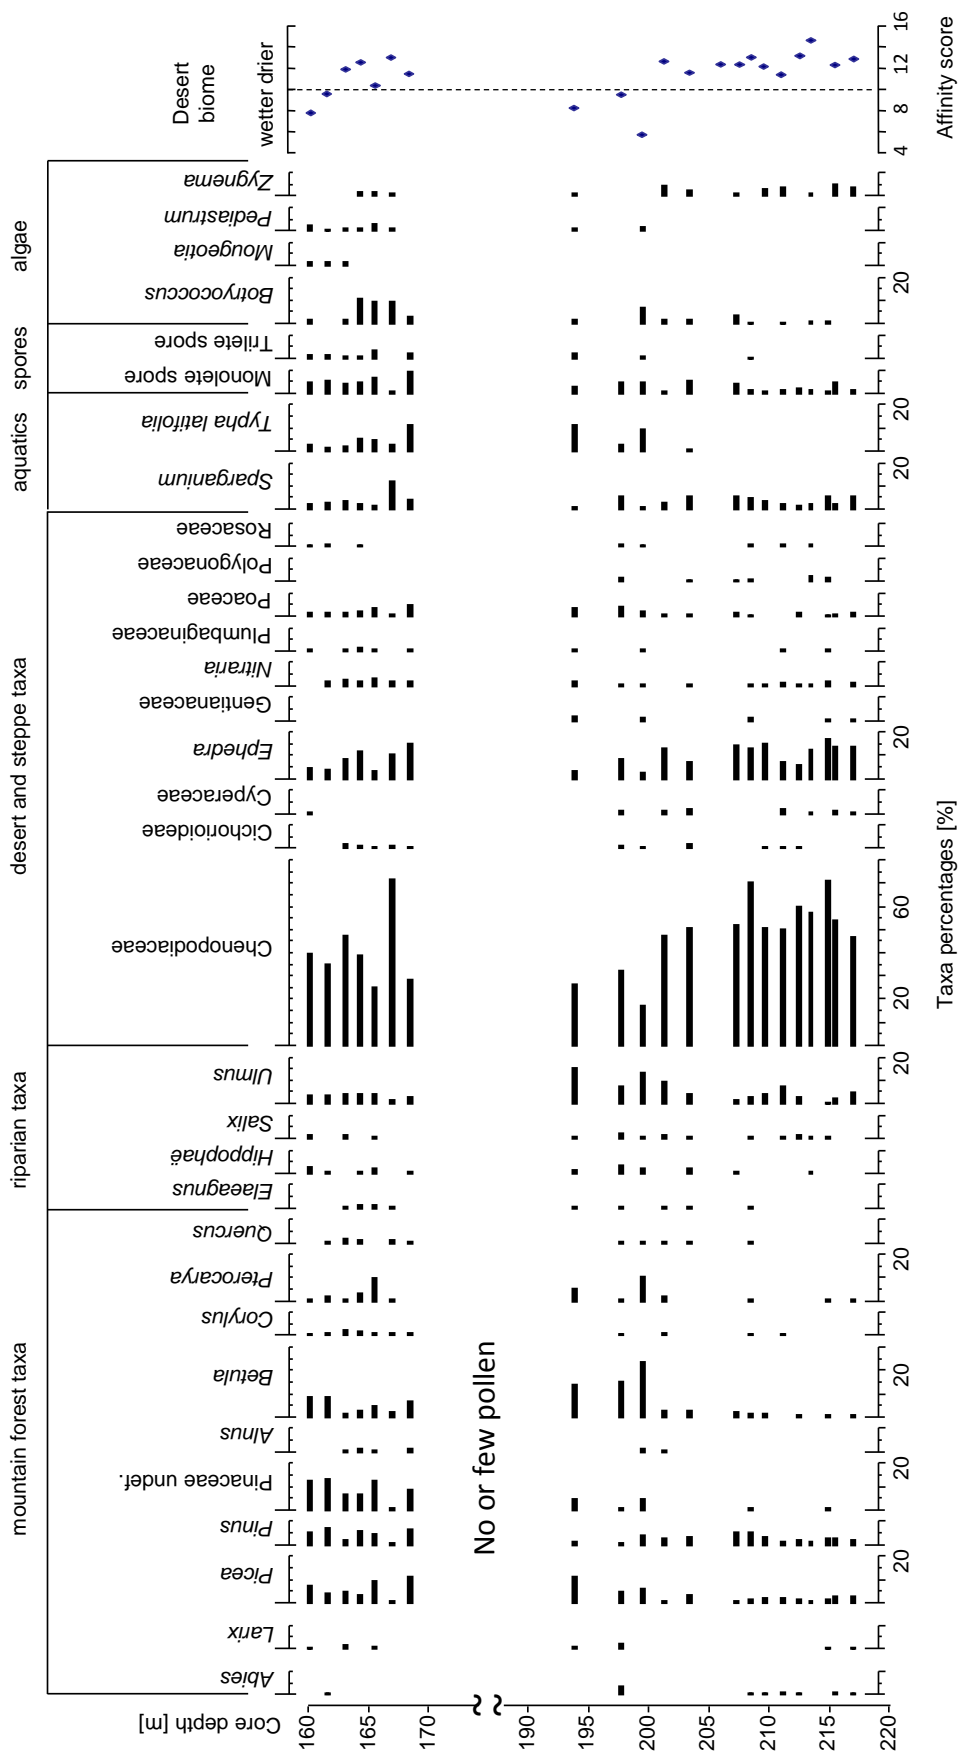 mountain forest taxa
riparian taxa
desert and steppe taxa
aquatics
spores
algae
Desert
biome
wetter drier
Core depth [m]
Abies
Larix
Picea
Pinus
Pinaceae undef.
Alnus
Betula
Corylus
Pterocarya
Quercus
Elaeagnus
Hippophaë
Salix
Ulmus
Chenopodiaceae
Cichorioideae
Cyperaceae
Ephedra
Gentianaceae
Nitraria
Plumbaginaceae
Poaceae
Polygonaceae
Rosaceae
Sparganium
Typha latifolia
Monolete spore
Trilete spore
Botryococcus
Mougeotia
Pediastrum
Zygnema
160
165
170
No or few pollen
190
195
200
205
210
215
220
20
20
20
20
20
20 60
20
20
20
20
4 8 12 16
Taxa percentages [%]
Affinity score